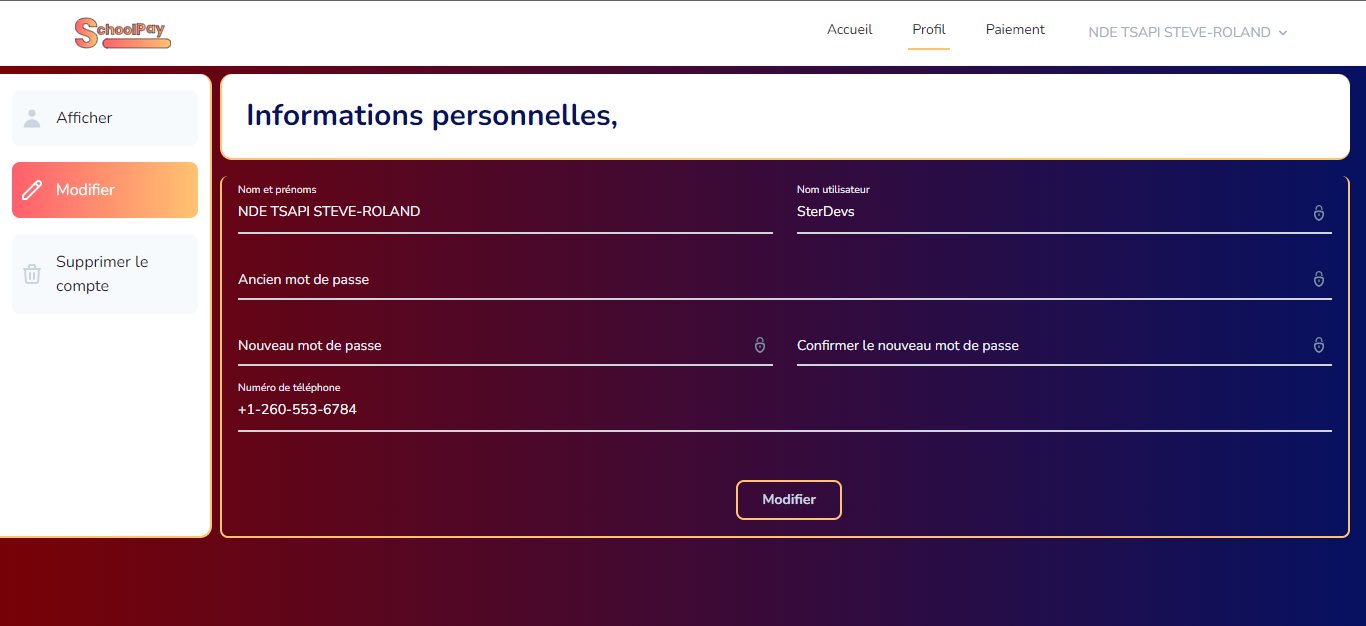 SchoolPay
Accueil
Profil
Paiement
NDE TSAPI STEVE-ROLAND
Afficher
Modifier
Supprimer le
compte
Informations personnelles,
Nom et prénoms
NDE TSAPI STEVE-ROLAND
Nom utilisateur
SterDevs
Ancien mot de passe
Nouveau mot de passe
Confirmer le nouveau mot de passe
Numéro de téléphone
+1-260-553-6784
Modifier